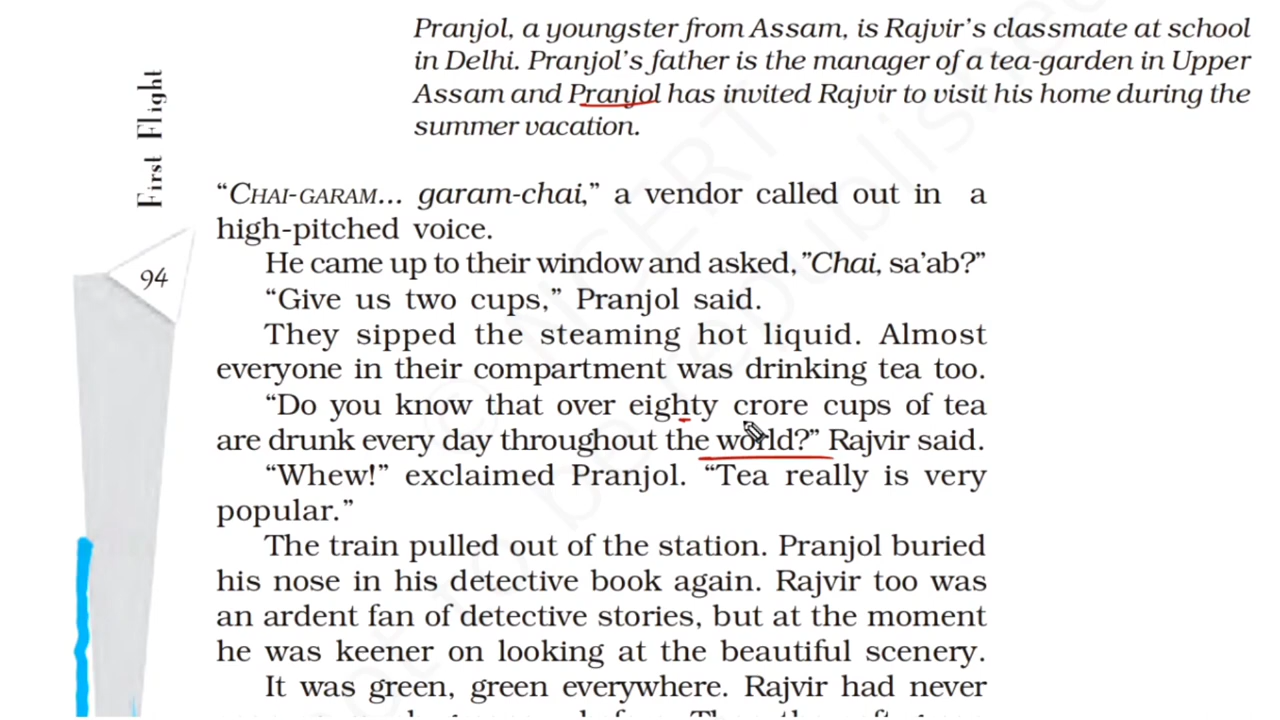 Pranjol, a youngster from Assam, is Rajvir's classmate at school
in Delhi. Pranjol's father is the manager of a tea-garden in Upper
Assam and Pranjol has invited Rajvir to visit his home during the
summer vacation.
First Flight
94
“CHAI-GARAM... garam-chai,” a vendor called out in a
high-pitched voice.
He came up to their window and asked, ”Chai, sa’ab?”
“Give us two cups,” Pranjol said.
They sipped the steaming hot liquid. Almost
everyone in their compartment was drinking tea too.
“Do you know that over eighty crore cups of tea
are drunk every day throughout the world?” Rajvir said.
“Whew!” exclaimed Pranjol. “Tea really is very
popular.”
The train pulled out of the station. Pranjol buried
his nose in his detective book again. Rajvir too was
an ardent fan of detective stories, but at the moment
he was keener on looking at the beautiful scenery.
It was green, green everywhere. Rajvir had never